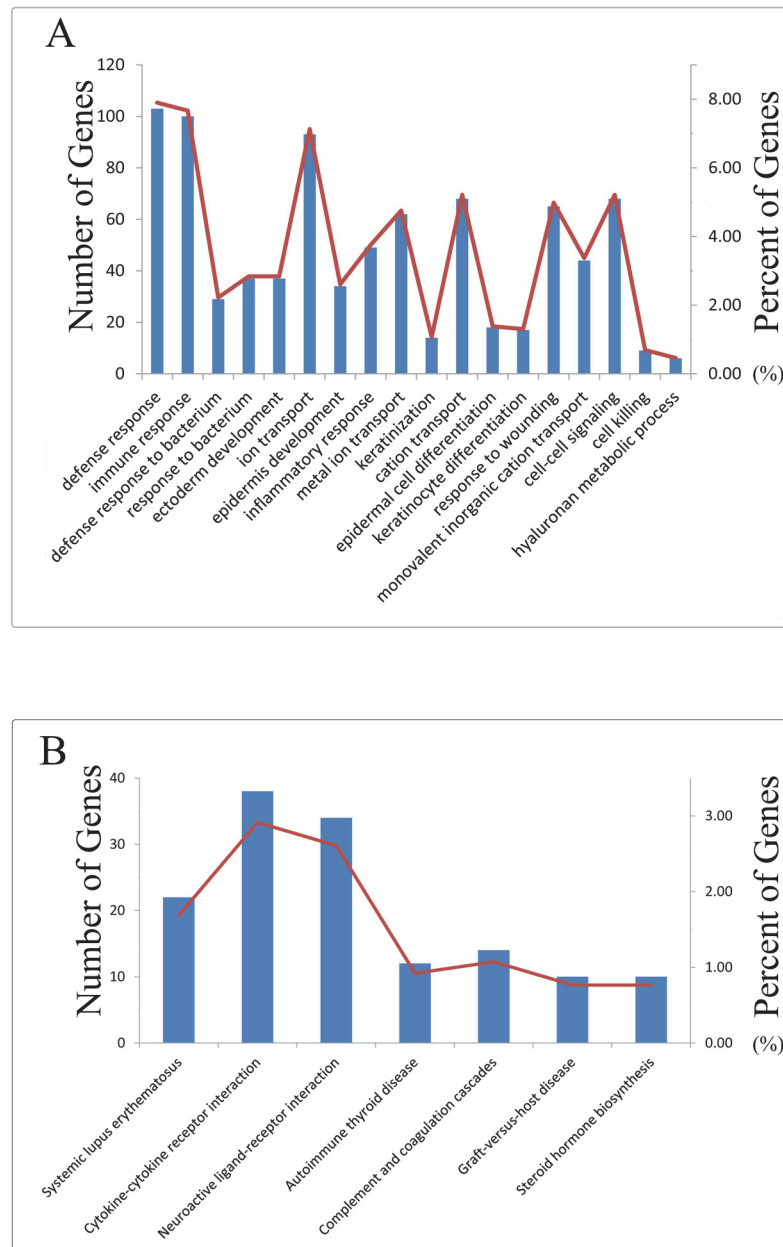 A
Number of Genes
120
100
80
60
40
20
0
8.00
6.00
4.00
2.00
0.00
Percent of Genes
(%)
defense response
immune response
defense response to bacterium
response to bacterium
ectoderm development
ion transport
epidermis development
inflammatory response
metal ion transport
keratinization
cation transport
epidermal cell differentiation
keratinocyte differentiation
response to wounding
monovalent inorganic cation transport
cell-cell signaling
cell killing
hyaluronan metabolic process
B
Number of Genes
40
30
20
10
0
3.00
2.00
1.00
0.00
Percent of Genes
(%)
Systemic lupus erythematosus
Cytokine-cytokine receptor interaction
Neuroactive ligand-receptor interaction
Autoimmune thyroid disease
Complement and coagulation cascades
Graft-versus-host disease
Steroid hormone biosynthesis